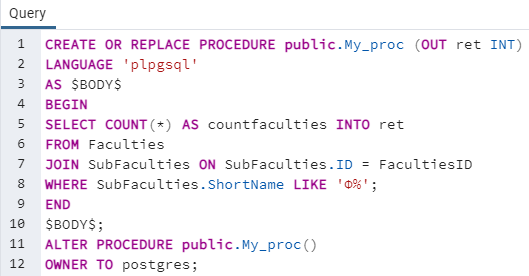 Query
1 CREATE OR REPLACE PROCEDURE public.My_proc (OUT ret INT)
2 LANGUAGE 'plpgsql'
3 AS $BODY$
4 BEGIN
5 SELECT COUNT(*) AS countfaculties INTO ret
6 FROM Faculties
7 JOIN SubFaculties ON SubFaculties.ID = FacultiesID
8 WHERE SubFaculties.ShortName LIKE 'Ф%';
9 END
10 $BODY$;
11 ALTER PROCEDURE public.My_proc()
12 OWNER TO postgres;